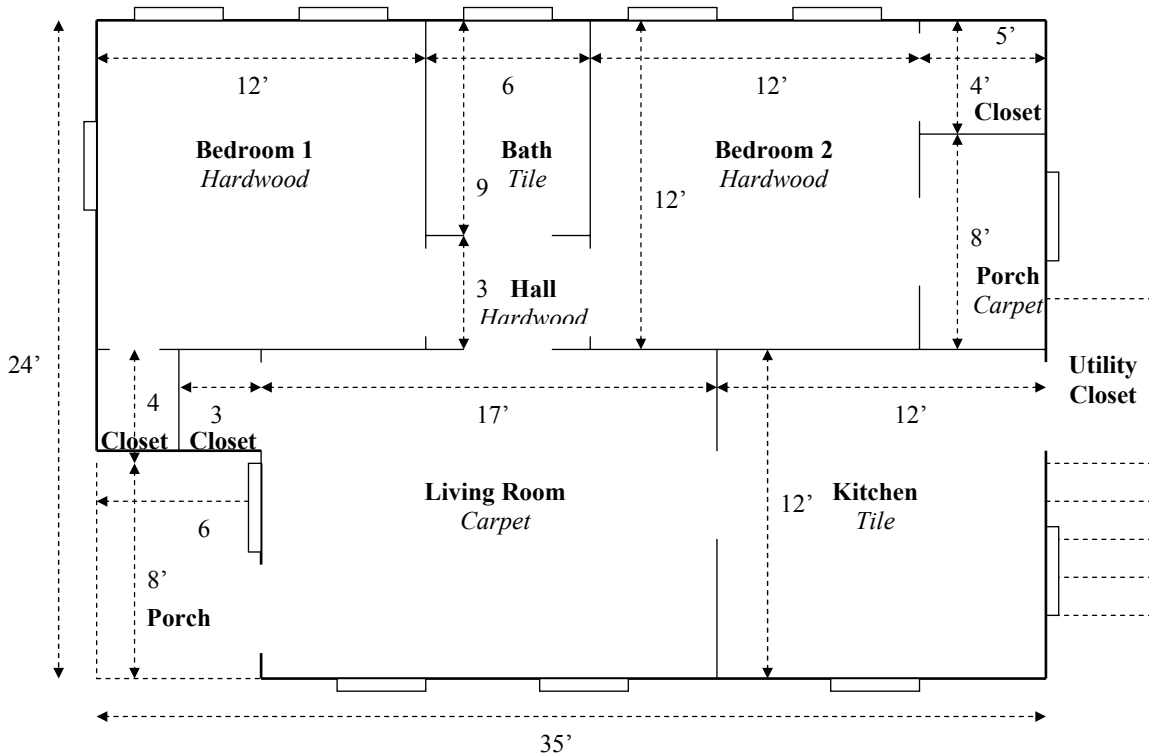 5’
12’
6
12’
4’
Closet
Bedroom 1
Hardwood
Bath
Tile
Bedroom 2
Hardwood
9
12’
8’
3
Hall
Hardwood
Porch
Carpet
24’
Utility
Closet
4
3
17’
12’
Closet
Closet
Living Room
Carpet
12’
Kitchen
Tile
6
8’
Porch
35’